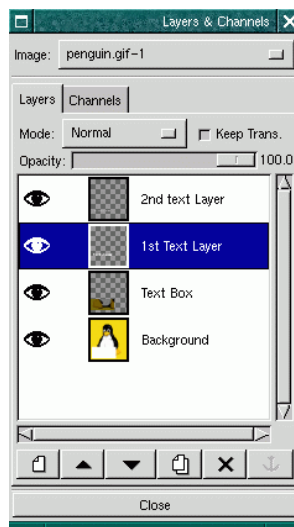 Layers & Channels
Image: penguin.gif-1
Layers Channels
Mode: Normal Keep Trans.
Opacity: 100.0
2nd text Layer
1st Text Layer
Text Box
Background
Close